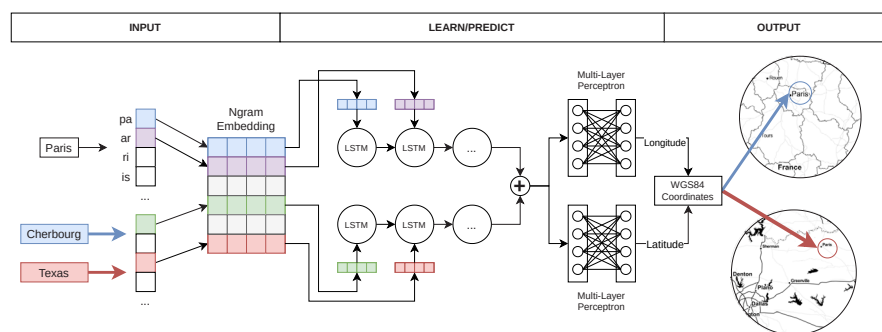 INPUT
LEARN/PREDICT
OUTPUT
Paris
pa
ar
ri
is
...
Cherbourg
Texas
...
Ngram
Embedding
LSTM
LSTM
...
LSTM
LSTM
...
+
Multi-Layer
Perceptron
Multi-Layer
Perceptron
Longitude
Latitude
WGS84
Coordinates
Rouen
Paris
Tours
France
Sherman
Paris
Denton
Plano
Greenville
Dallas